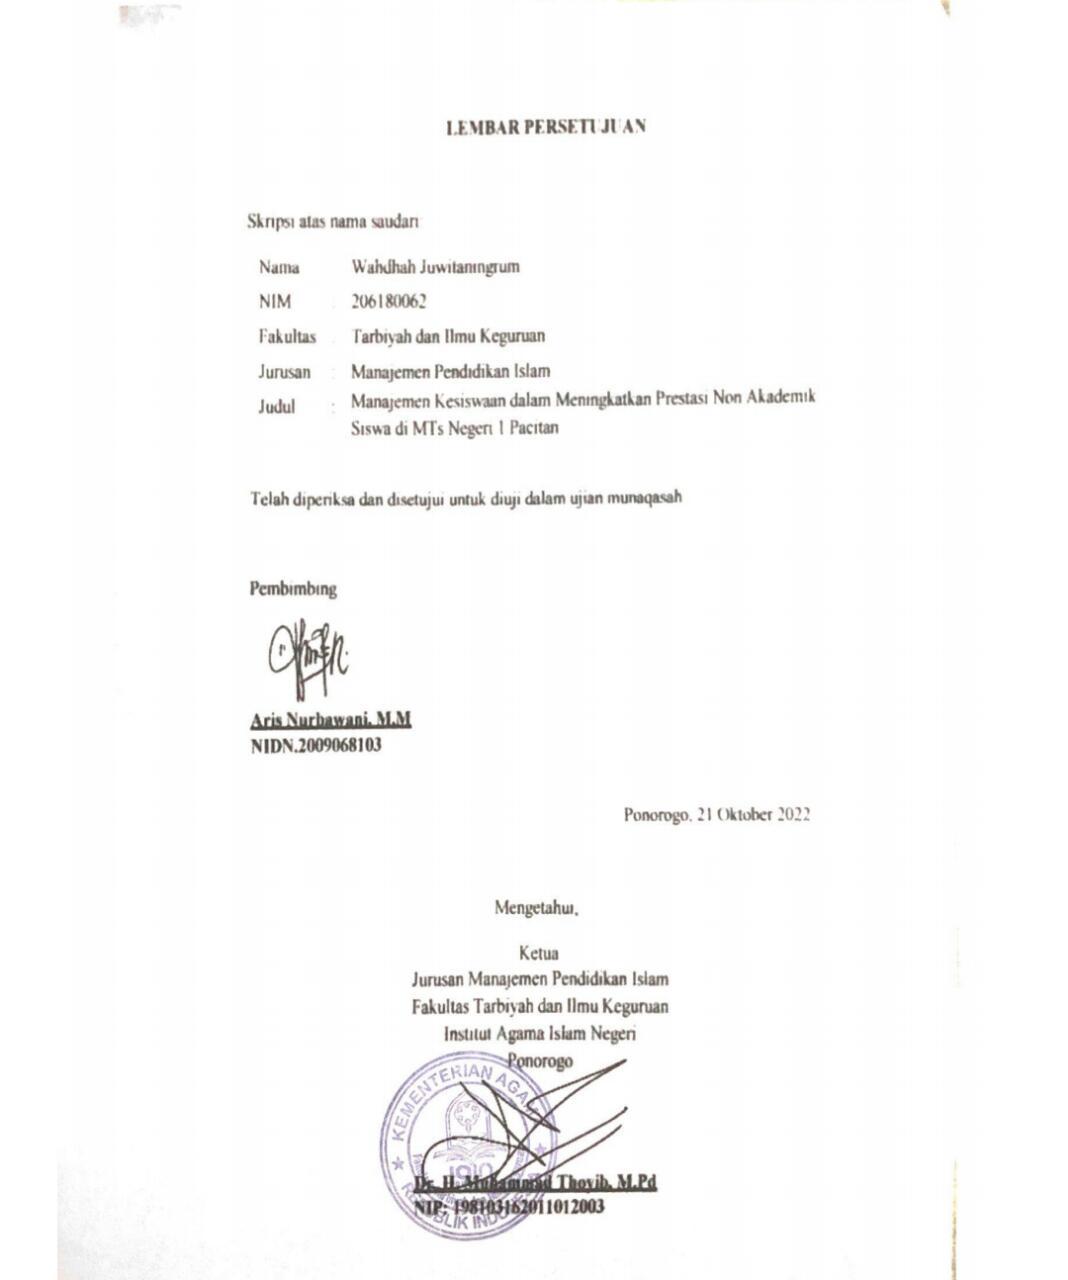 LEMBAR PERSETUJUAN
Skripsi atas nama saudari
Nama : Wahdhah Juwitaningrum
NIM : 206180062
Fakultas : Tarbiyah dan Ilmu Keguruan
Jurusan : Manajemen Pendidikan Islam
Judul : Manajemen Kesiswaan dalam Meningkatkan Prestasi Non Akademik
Siswa di MTs Negeri 1 Pacitan
Telah diperiksa dan disetujui untuk diuji dalam ujian munaqasah
Pembimbing
Aris Nurbawani, M.M
NIDN.2009068103
Ponorogo, 21 Oktober 2022
Mengetahui,
Ketua
Jurusan Manajemen Pendidikan Islam
Fakultas Tarbiyah dan Ilmu Keguruan
Institut Agama Islam Negeri
Ponorogo
KEMENTERIAN
Dr. H. Muhammad Thoyib, M.Pd
NIP: 198103162011012003